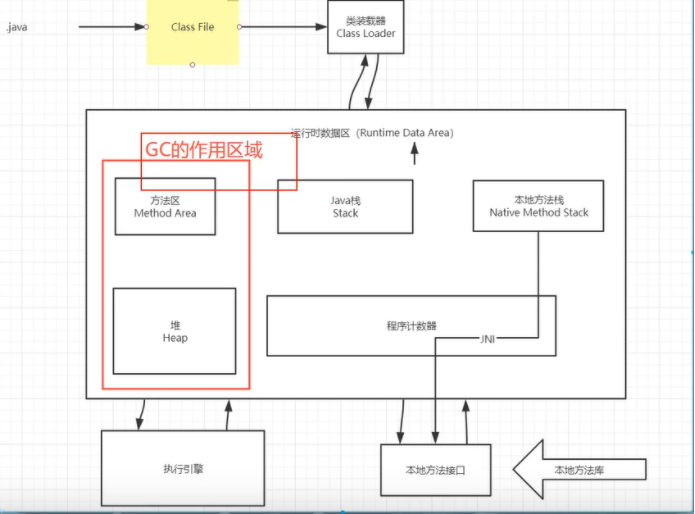 .java
Class File
类装载器
Class Loader
运行时数据区（Runtime Data Area）
GC的作用区域
方法区
Method Area
Java栈
Stack
本地方法栈
Native Method Stack
堆
Heap
程序计数器
JNI
执行引擎
本地方法接口
本地方法库